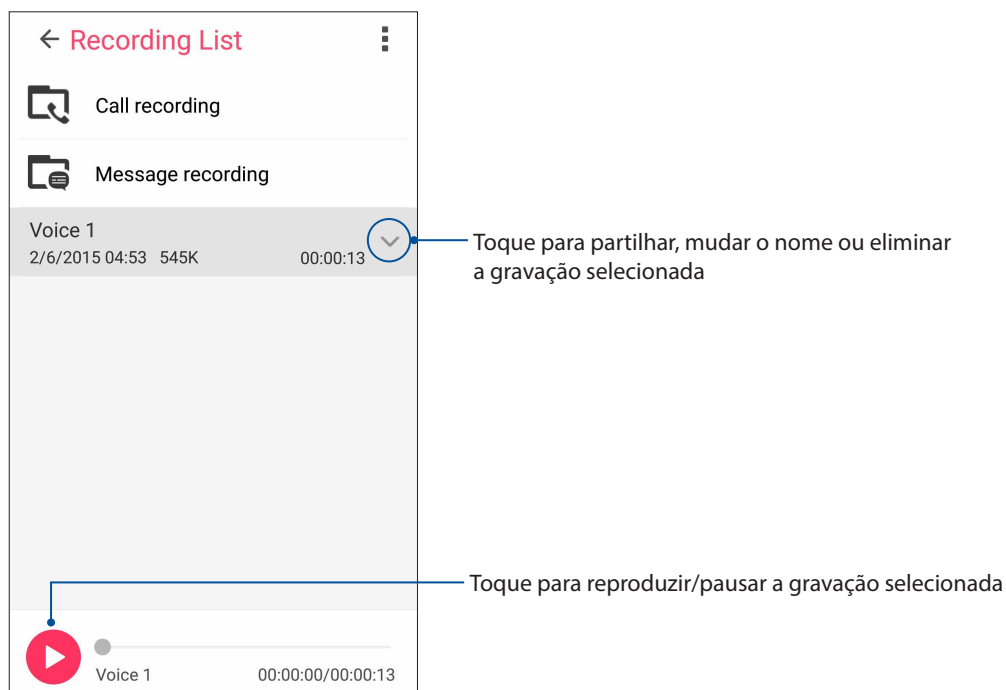 Recording List
Call recording
Message recording
Voice 1
2/6/2015 04:53 545K 00:00:13
Toque para partilhar, mudar o nome ou eliminar
a gravação selecionada
Toque para reproduzir/pausar a gravação selecionada
Voice 1 00:00:00/00:00:13